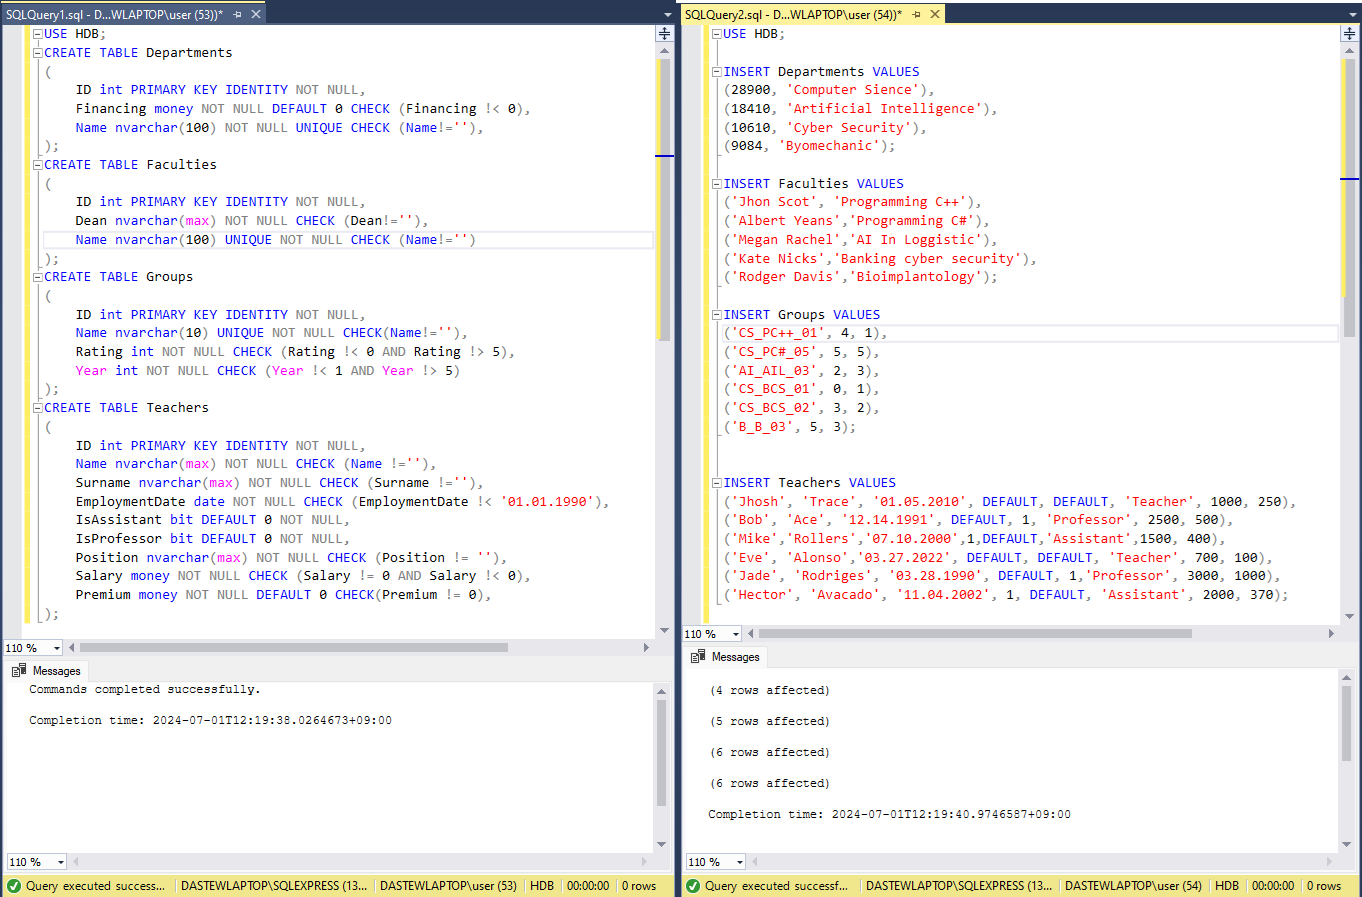 SQLQuery1.sql - D...WLAPTOP\user (53))*
USE HDB;
CREATE TABLE Departments
(
ID int PRIMARY KEY IDENTITY NOT NULL,
Financing money NOT NULL DEFAULT 0 CHECK (Financing !< 0),
Name nvarchar(100) NOT NULL UNIQUE CHECK (Name!=''),
);
CREATE TABLE Faculties
(
ID int PRIMARY KEY IDENTITY NOT NULL,
Dean nvarchar(max) NOT NULL CHECK (Dean!=''),
Name nvarchar(100) UNIQUE NOT NULL CHECK (Name!='')
);
CREATE TABLE Groups
(
ID int PRIMARY KEY IDENTITY NOT NULL,
Name nvarchar(10) UNIQUE NOT NULL CHECK(Name!=''),
Rating int NOT NULL CHECK (Rating !< 0 AND Rating !> 5),
Year int NOT NULL CHECK (Year !< 1 AND Year !> 5)
);
CREATE TABLE Teachers
(
ID int PRIMARY KEY IDENTITY NOT NULL,
Name nvarchar(max) NOT NULL CHECK (Name !=''),
Surname nvarchar(max) NOT NULL CHECK (Surname !=''),
EmploymentDate date NOT NULL CHECK (EmploymentDate !< '01.01.1990'),
IsAssistant bit DEFAULT 0 NOT NULL,
IsProfessor bit DEFAULT 0 NOT NULL,
Position nvarchar(max) NOT NULL CHECK (Position != ''),
Salary money NOT NULL CHECK (Salary != 0 AND Salary !< 0),
Premium money NOT NULL DEFAULT 0 CHECK(Premium != 0),
);
110 %
Messages
Commands completed successfully.
Completion time: 2024-07-01T12:19:38.0264673+09:00
110 %
Query executed success... DASTEWLAPTOP\SQLEXPRESS (13... DASTEWLAPTOP\user (53) HDB 00:00:00 0 rows
SQLQuery2.sql - D...WLAPTOP\user (54))*
USE HDB;
INSERT Departments VALUES
(28900, 'Computer Sience'),
(18410, 'Artificial Intelligence'),
(10610, 'Cyber Security'),
(9084, 'Byomechanic');
INSERT Faculties VALUES
('Jhon Scot', 'Programming C++'),
('Albert Yeans','Programming C#'),
('Megan Rachel','AI In Loggistic'),
('Kate Nicks','Banking cyber security'),
('Rodger Davis','Bioimplantology');
INSERT Groups VALUES
('CS_PC++_01', 4, 1),
('CS_PC#_05', 5, 5),
('AI_AIL_03', 2, 3),
('CS_BCS_01', 0, 1),
('CS_BCS_02', 3, 2),
('B_B_03', 5, 3);
INSERT Teachers VALUES
('Jhosh', 'Trace', '01.05.2010', DEFAULT, DEFAULT, 'Teacher', 1000, 250),
('Bob', 'Ace', '12.14.1991', DEFAULT, 1, 'Professor', 2500, 500),
('Mike','Rollers','07.10.2000',1,DEFAULT,'Assistant',1500, 400),
('Eve', 'Alonso','03.27.2022', DEFAULT, DEFAULT, 'Teacher', 700, 100),
('Jade', 'Rodriges', '03.28.1990', DEFAULT, 1,'Professor', 3000, 1000),
('Hector', 'Avacado', '11.04.2002', 1, DEFAULT, 'Assistant', 2000, 370);
110 %
Messages
(4 rows affected)
(5 rows affected)
(6 rows affected)
(6 rows affected)
Completion time: 2024-07-01T12:19:40.9746587+09:00
110 %
Query executed successf... DASTEWLAPTOP\SQLEXPRESS (13... DASTEWLAPTOP\user (54) HDB 00:00:00 0 rows